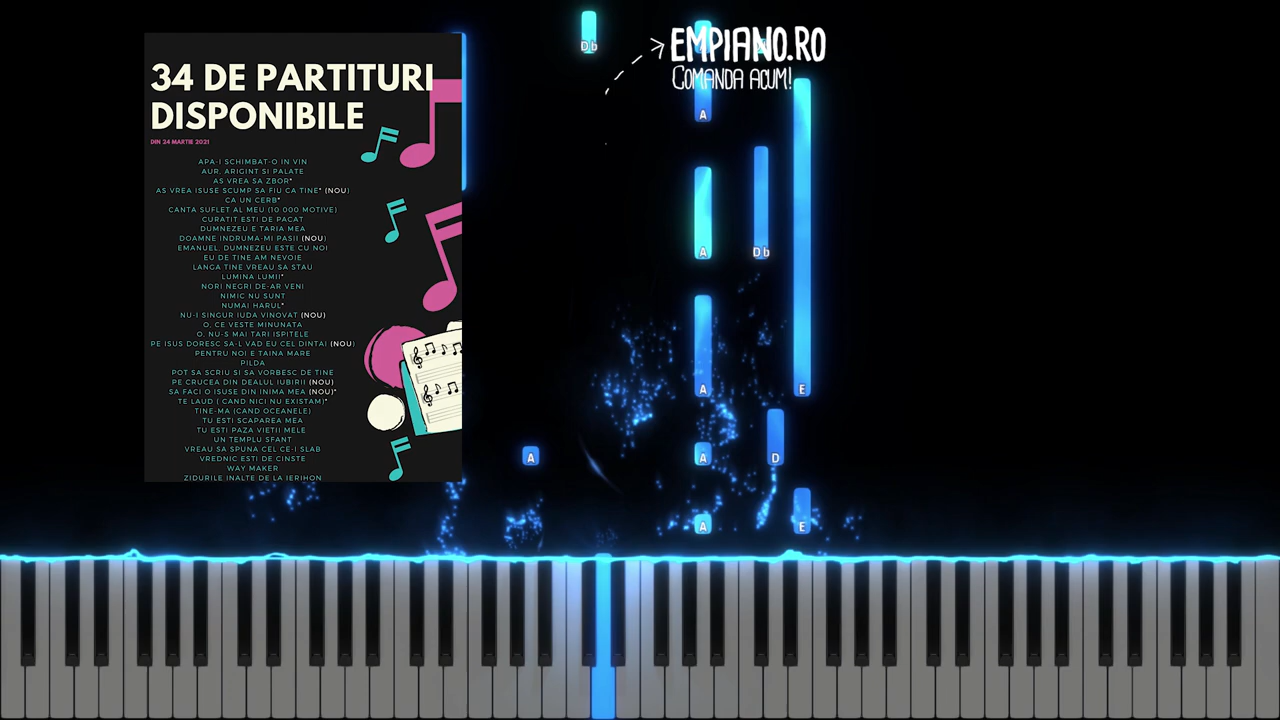 34 DE PARTITURI
DISPONIBILE
DIN 24 MARTIE 2021
APA-I SCHIMBAT-O IN VIN
AUR, ARIGINT SI PALATE
AS VREA SA ZBOR*
AS VREA ISUSE SCUMP SA FIU CA TINE* (NOU)
CA UN CERB*
CANTA SUFLET AL MEU (10 000 MOTIVE)
CURATIT ESTI DE PACAT
DUMNEZEU E TARIA MEA
DOAMNE INDRUMA-MI PASII (NOU)
EMANUEL, DUMNEZEU ESTE CU NOI
EU DE TINE AM NEVOIE
LANGA TINE VREAU SA STAU
LUMINA LUMII*
NORI NEGRI DE-AR VENI
NIMIC NU SUNT
NUMAI HARUL*
NU-I SINGUR IUDA VINOVAT (NOU)
O, CE VESTE MINUNATA
O, NU-S MAI TARI ISPITELE
PE ISUS DORESC SA-L VAD EU CEL DINTAI (NOU)
PENTRU NOI E TAINA MARE
PILDA
POT SA SCRIU SI SA VORBESC DE TINE
PE CRUCEA DIN DEALUL IUBIRII (NOU)
SA FACI O ISUSE DIN INIMA MEA (NOU)*
TE LAUD ( CAND NICI NU EXISTAM)*
TINE-MA (CAND OCEANELE)
TU ESTI SCAPAREA MEA
TU ESTI PAZA VIETII MELE
UN TEMPLU SFANT
VREAU SA SPUNA CEL CE-I SLAB
VREDNIC ESTI DE CINSTE
WAY MAKER
ZIDURILE INALTE DE LA IERIHON
EMPIANO.RO
COMANDA ACUM!
Db
A
A
Db
A
E
A
A
D
A
E